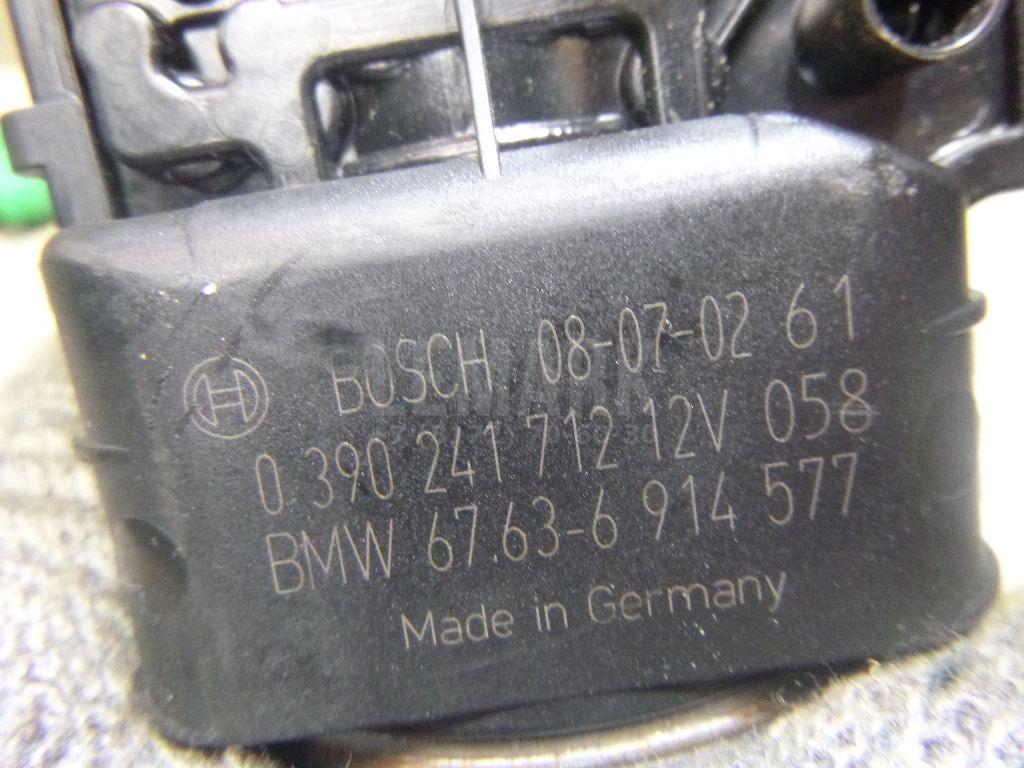 BOSCH 08-07-02 61
0 390 241 712 12V 058
BMW 67.63-6 914 577
Made in Germany